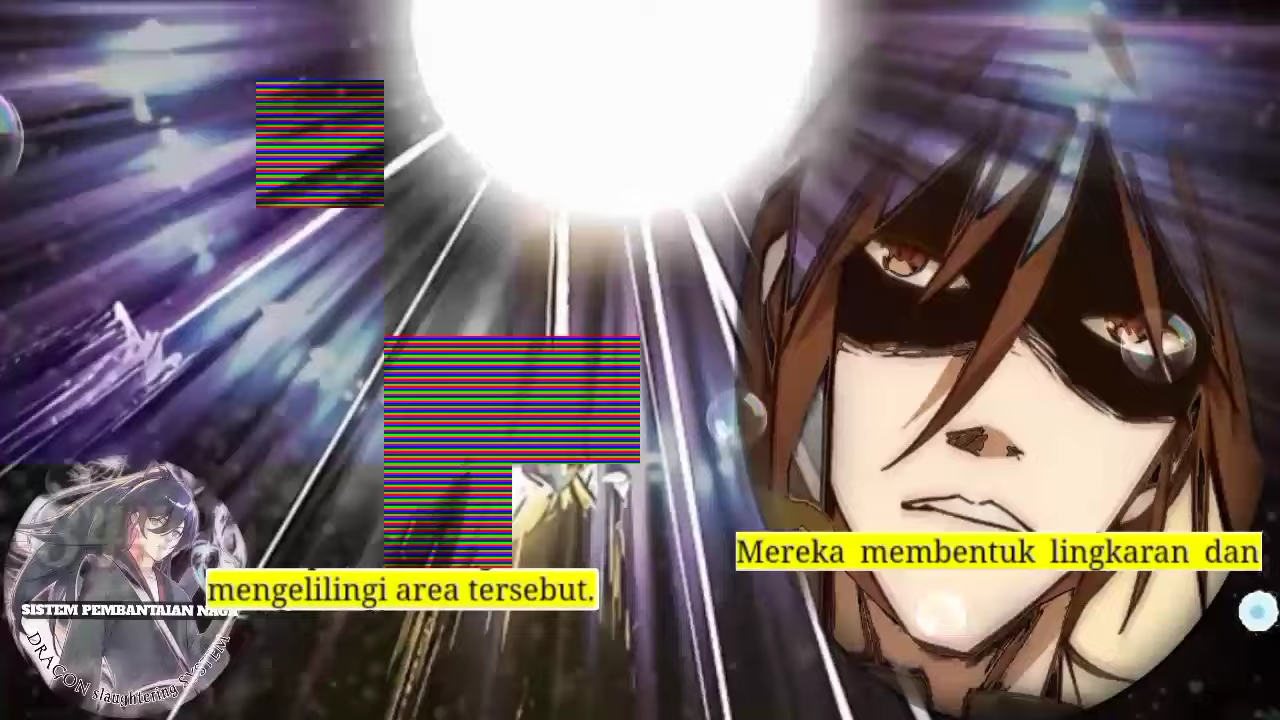 Mereka membentuk lingkaran dan
mengelilingi area tersebut.
SISTEM PEMBANTAIAN NAGA
DRAGON slaughtering SYSTEM